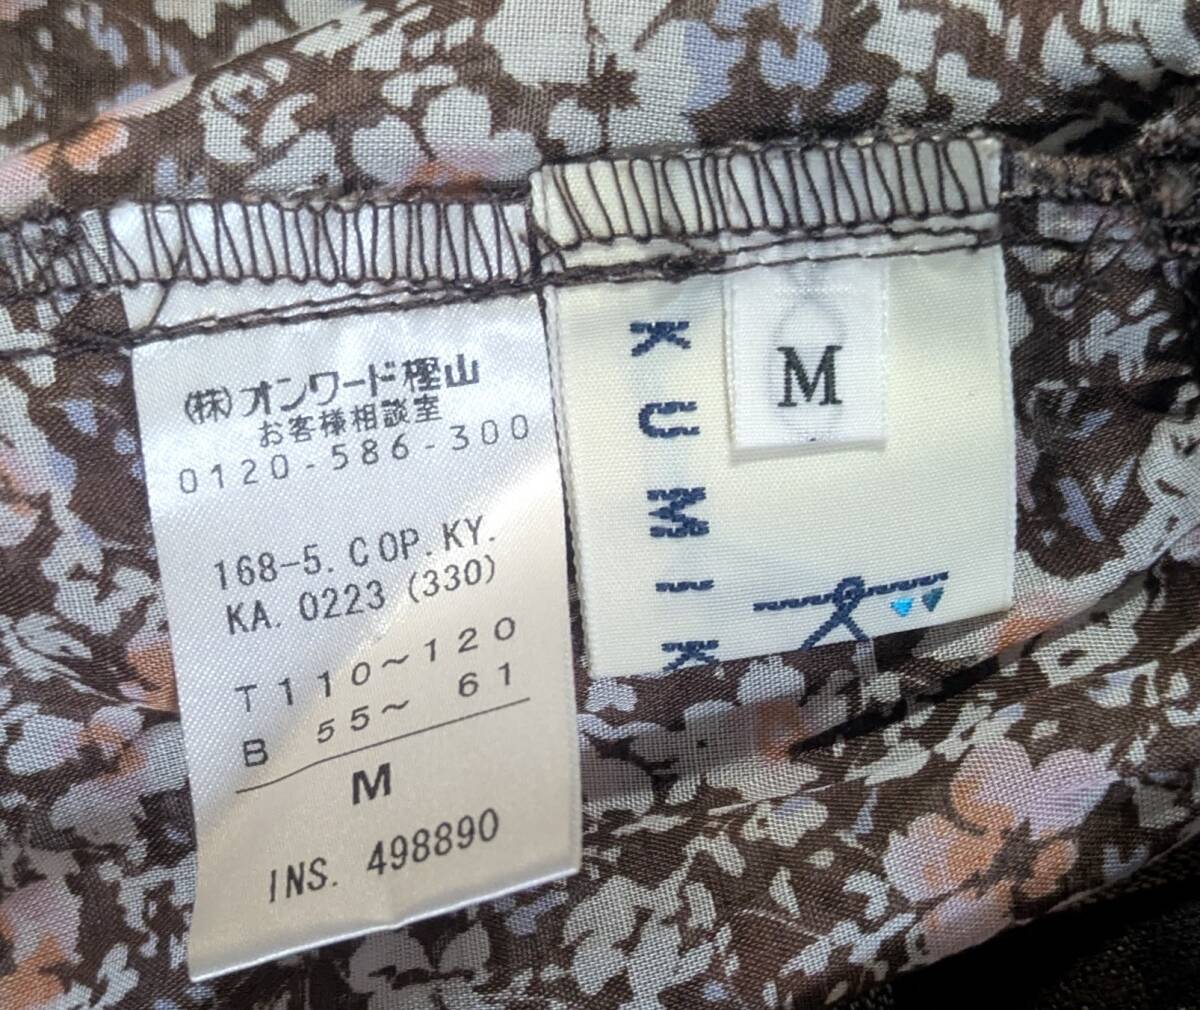 (株)オンワード樫山
お客様相談室
0120-586-300
168-5. COP. KY.
KA. 0223 (330)
T110~120
B 55~ 61
M
INS. 498890
KUMIK
M